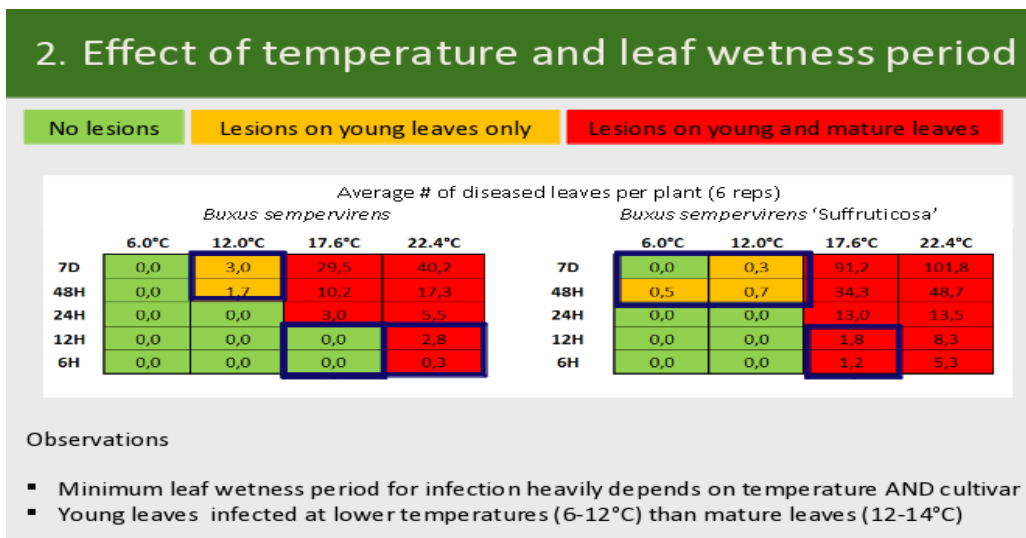 2. Effect of temperature and leaf wetness period
No lesions Lesions on young leaves only Lesions on young and mature leaves
Average # of diseased leaves per plant (6 reps)
Buxus sempervirens Buxus sempervirens 'Suffruticosa'
6.0°C 12.0°C 17.6°C 22.4°C 6.0°C 12.0°C 17.6°C 22.4°C
7D 0,0 3,0 29,5 40,2 7D 0,0 0,3 91,2 101,8
48H 0,0 1,7 10,2 17,3 48H 0,5 0,7 34,3 48,7
24H 0,0 0,0 3,0 5,5 24H 0,0 0,0 13,0 13,5
12H 0,0 0,0 0,0 2,8 12H 0,0 0,0 1,8 8,3
6H 0,0 0,0 0,0 0,3 6H 0,0 0,0 1,2 5,3
Observations
▪ Minimum leaf wetness period for infection heavily depends on temperature AND cultivar
▪ Young leaves infected at lower temperatures (6-12°C) than mature leaves (12-14°C)